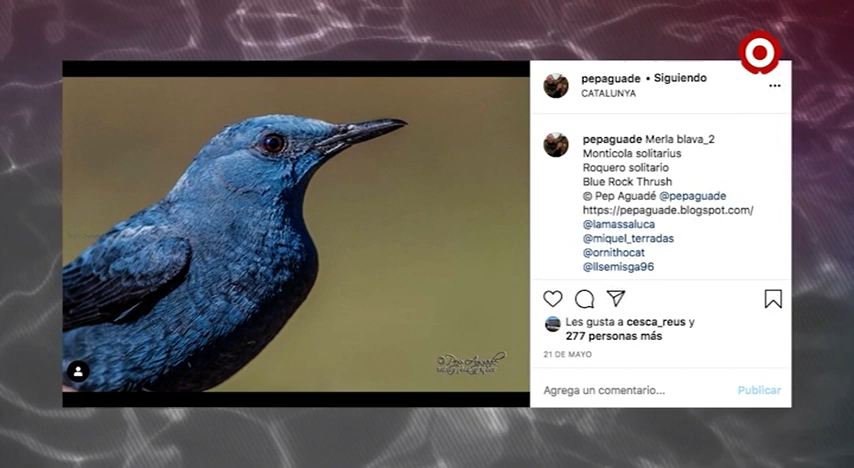 pepaguade • Siguiendo
CATALUNYA
pepaguade Merla blava_2
Monticola solitarius
Roquero solitario
Blue Rock Thrush
© Pep Aguadé @pepaguade
https://pepaguade.blogspot.com/
@lamassaluca
@miquel_terradas
@ornithocat
@llsemisga96
Les gusta a cesca_reus y
277 personas más
21 DE MAYO
Agrega un comentario... Publicar